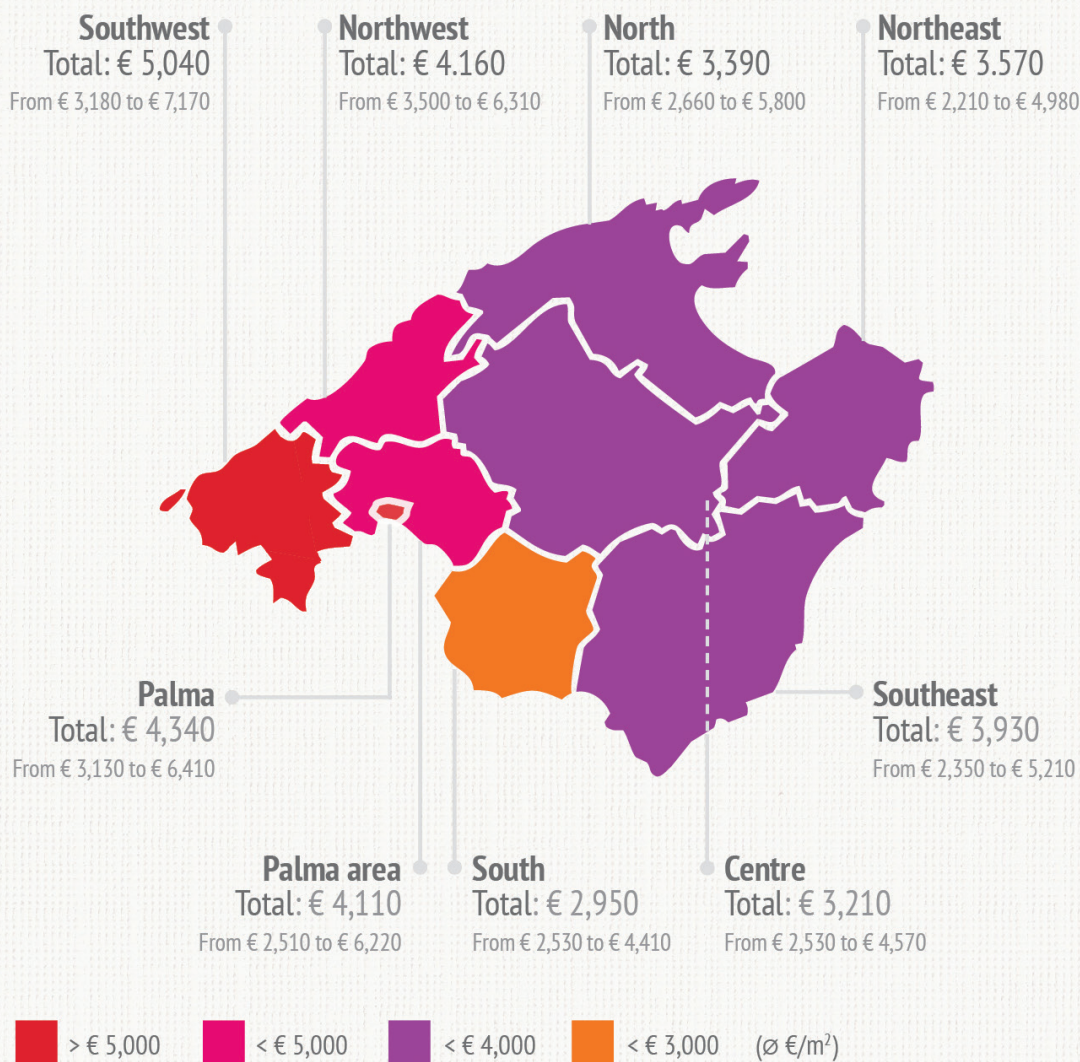 Southwest
Total: € 5,040
From € 3,180 to € 7,170
Northwest
Total: € 4.160
From € 3,500 to € 6,310
North
Total: € 3,390
From € 2,660 to € 5,800
Northeast
Total: € 3.570
From € 2,210 to € 4,980
Palma
Total: € 4,340
From € 3,130 to € 6,410
Southeast
Total: € 3,930
From € 2,350 to € 5,210
Palma area
Total: € 4,110
From € 2,510 to € 6,220
South
Total: € 2,950
From € 2,530 to € 4,410
Centre
Total: € 3,210
From € 2,530 to € 4,570
> € 5,000 < € 5,000 < € 4,000 < € 3,000 (ø €/m²)